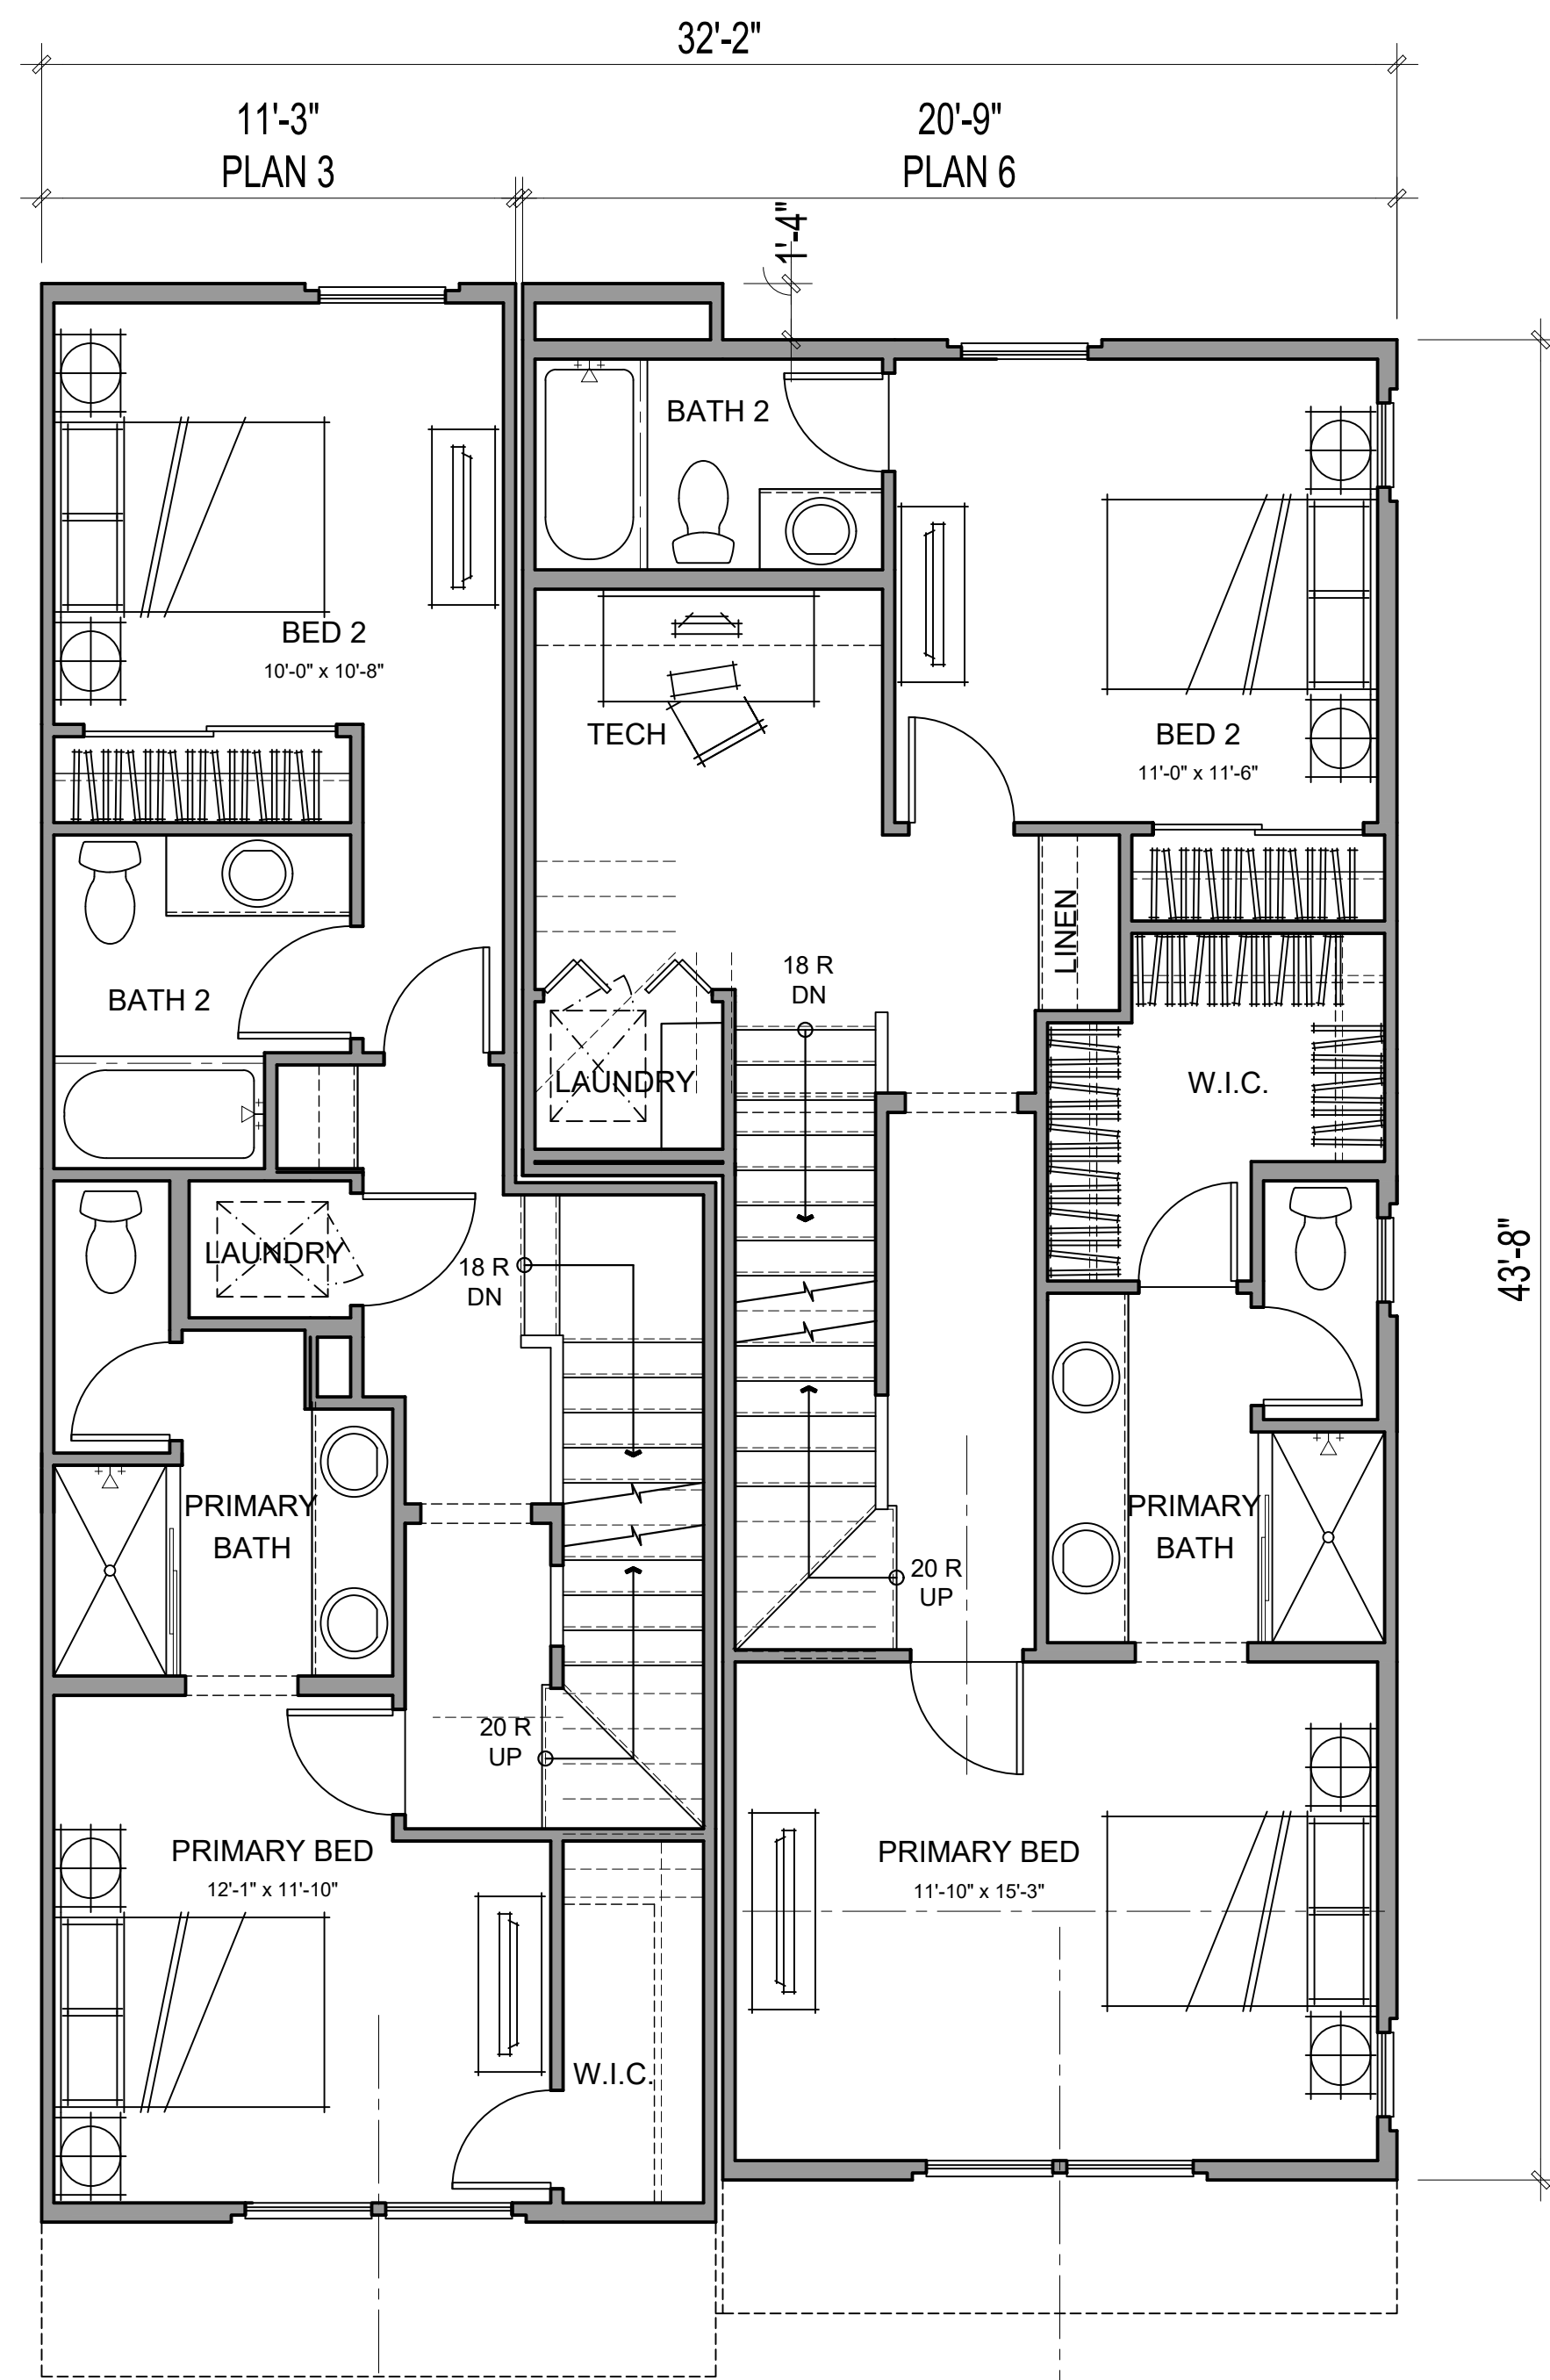 32'-2"
11'-3"
PLAN 3
20'-9"
PLAN 6
1'-4"
BATH 2
BED 2
10'-0" x 10'-8"
TECH
BED 2
11'-0" x 11'-6"
LINEN
18 R
DN
BATH 2
LAUNDRY
W.I.C.
LAUNDRY
18 R
DN
43'-8"
PRIMARY
BATH
PRIMARY
BATH
20 R
UP
20 R
UP
PRIMARY BED
12'-1" x 11'-10"
PRIMARY BED
11'-10" x 15'-3"
W.I.C.